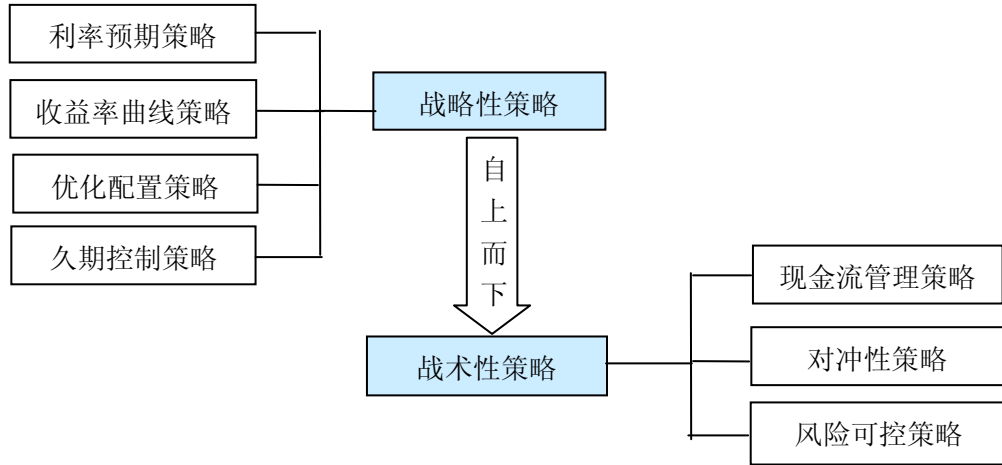 利率预期策略
收益率曲线策略
优化配置策略
久期控制策略
战略性策略
自上而下
战术性策略
现金流管理策略
对冲性策略
风险可控策略